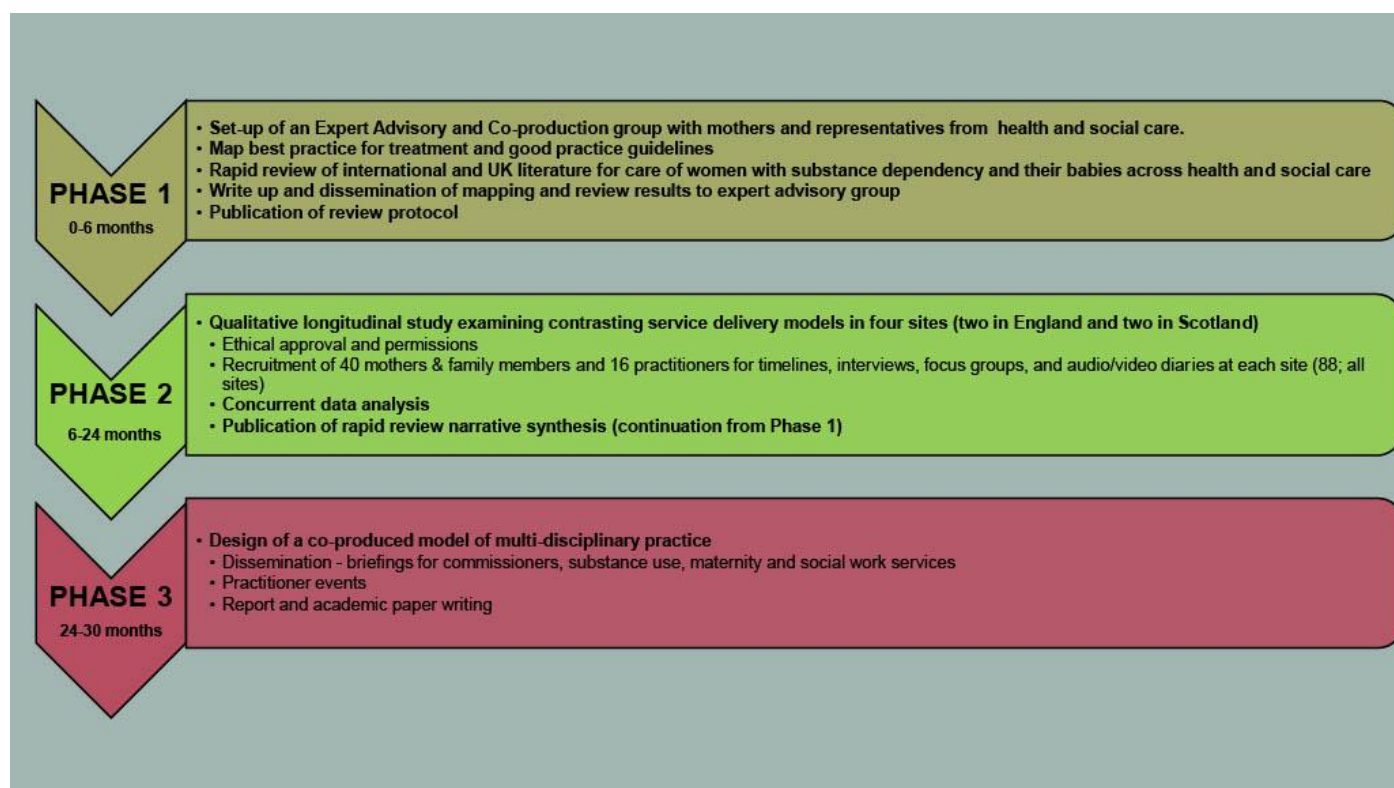 PHASE 1
0-6 months
• Set-up of an Expert Advisory and Co-production group with mothers and representatives from health and social care.
• Map best practice for treatment and good practice guidelines
• Rapid review of international and UK literature for care of women with substance dependency and their babies across health and social care
• Write up and dissemination of mapping and review results to expert advisory group
• Publication of review protocol
PHASE 2
6-24 months
• Qualitative longitudinal study examining contrasting service delivery models in four sites (two in England and two in Scotland)
• Ethical approval and permissions
• Recruitment of 40 mothers & family members and 16 practitioners for timelines, interviews, focus groups, and audio/video diaries at each site (88; all
sites)
• Concurrent data analysis
• Publication of rapid review narrative synthesis (continuation from Phase 1)
PHASE 3
24-30 months
• Design of a co-produced model of multi-disciplinary practice
• Dissemination - briefings for commissioners, substance use, maternity and social work services
• Practitioner events
• Report and academic paper writing